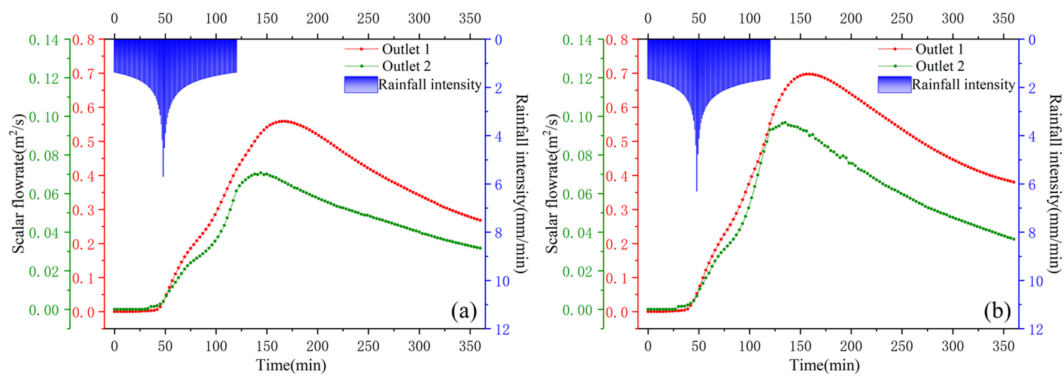 0 50 100 150 200 250 300 350
0.14 0.8 0
0.12 0.7 2
0.10 0.6 4
0.08 0.5 6
0.06 0.4 8
0.04 0.3 10
0.02 0.2 12
0.00 0.1
0.0
Scalar flowrate(m²/s)
Rainfall intensity(mm/min)
Outlet 1
Outlet 2
Rainfall intensity
(a)
0 50 100 150 200 250 300 350
Time(min)
0 50 100 150 200 250 300 350
0.14 0.8 0
0.12 0.7 2
0.10 0.6 4
0.08 0.5 6
0.06 0.4 8
0.04 0.3 10
0.02 0.2 12
0.00 0.1
0.0
Scalar flowrate(m²/s)
Rainfall intensity(mm/min)
Outlet 1
Outlet 2
Rainfall intensity
(b)
0 50 100 150 200 250 300 350
Time(min)